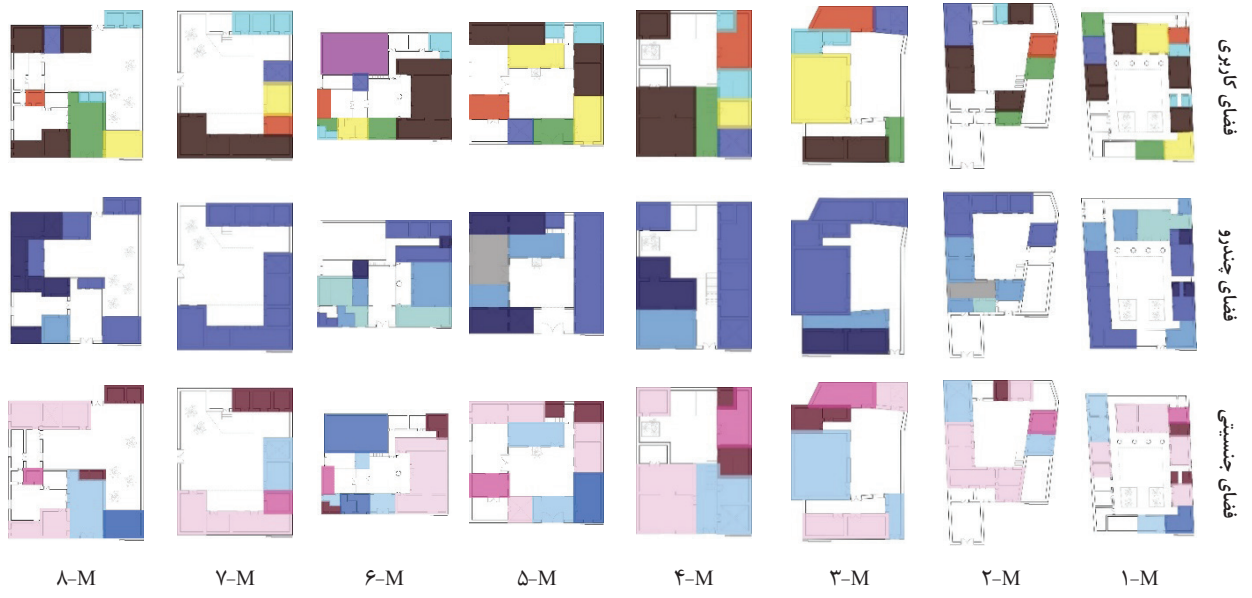 فضای کاربری
فضای چندرو
فضای جنسیتی
۱-M
۲-M
۳-M
۴-M
۵-M
۶-M
۷-M
۸-M